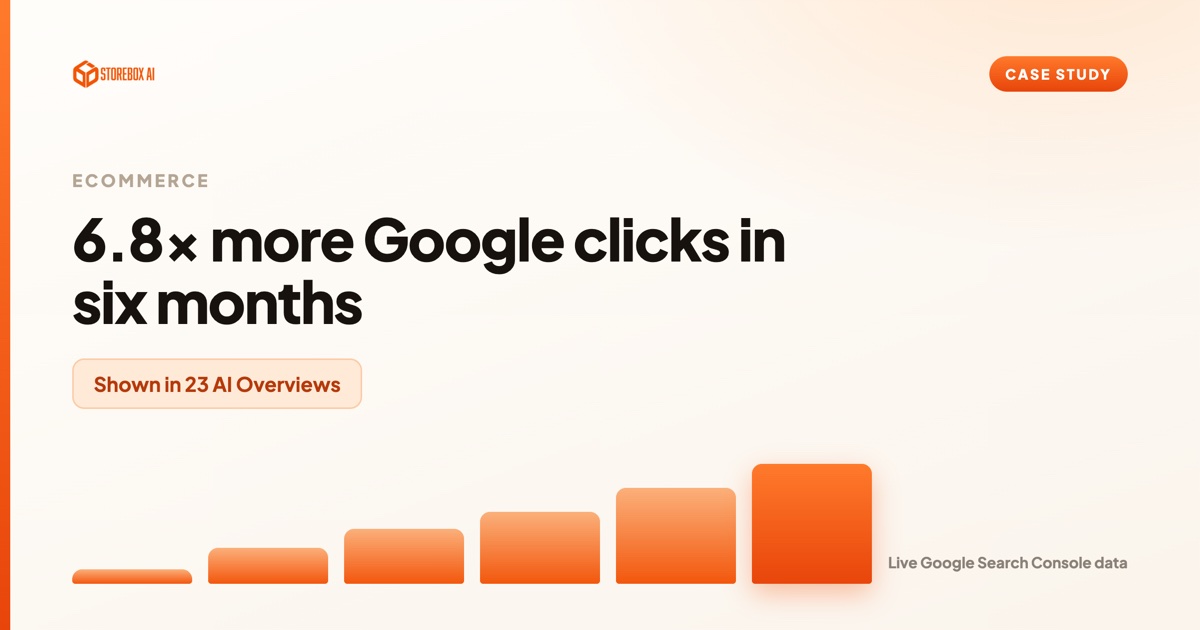 STOREBOX AI
CASE STUDY
ECOMMERCE
6.8× more Google clicks in
six months
Shown in 23 AI Overviews
Live Google Search Console data